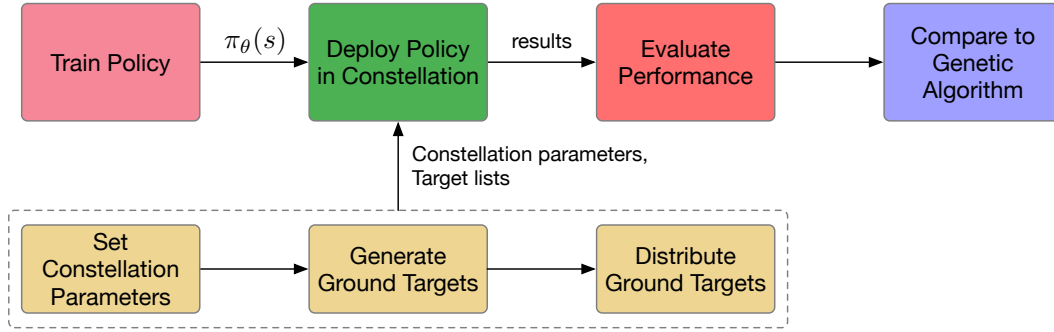 Train Policy
πθ(s)
Deploy Policy
in Constellation
results
Evaluate
Performance
Compare to
Genetic
Algorithm
Constellation parameters,
Target lists
Set
Constellation
Parameters
Generate
Ground Targets
Distribute
Ground Targets